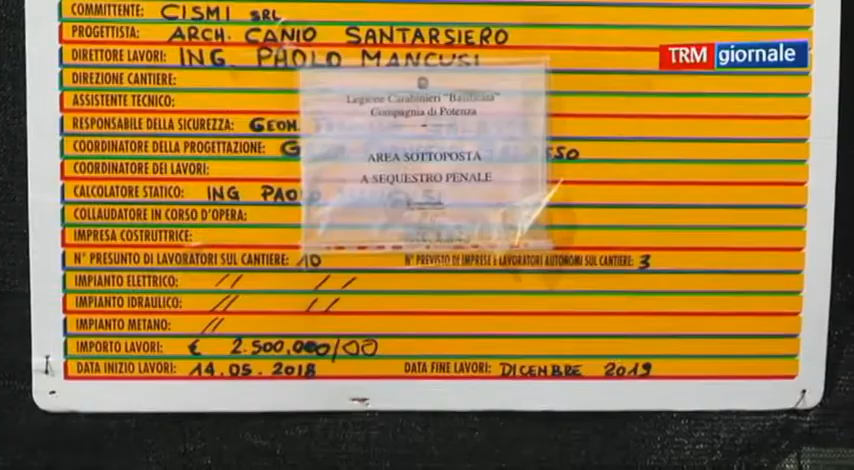 COMMITTENTE: CISMI SRL
PROGETTISTA: ARCH. CANIO SANTARSIERO
DIRETTORE LAVORI: ING. PAOLO MANCUSI
TRM giornale
DIREZIONE CANTIERE:
Legione Carabinieri "Basilicata"
ASSISTENTE TECNICO:
Compagnia di Potenza
RESPONSABILE DELLA SICUREZZA: GEOM.
COORDINATORE DELLA PROGETTAZIONE: G
AREA SOTTOPOSTA
COORDINATORE DEI LAVORI:
A SEQUESTRO PENALE
CALCOLATORE STATICO: ING PAO
COLLAUDATORE IN CORSO D'OPERA:
IMPRESA COSTRUTTRICE:
N° PRESUNTO DI LAVORATORI SUL CANTIERE: 10 N° PREVISTO DI IMPRESE E LAVORATORI AUTONOMI SUL CANTIERE: 3
IMPIANTO ELETTRICO: // //
IMPIANTO IDRAULICO: // //
IMPIANTO METANO: //
IMPORTO LAVORI: € 2.500,000/00
DATA INIZIO LAVORI: 14.05.2018 DATA FINE LAVORI: DICENBRE 2019